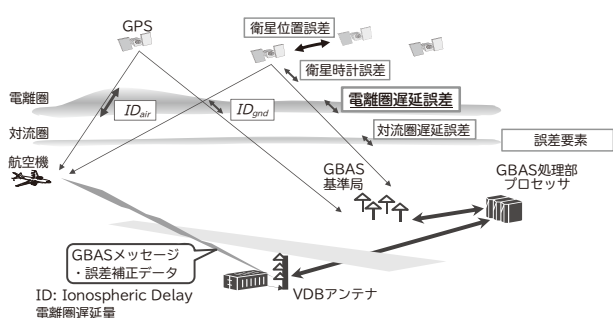 GPS
衛星位置誤差
衛星時計誤差
電離圏
ID_air
ID_gnd
電離圏遅延誤差
対流圏
対流圏遅延誤差
誤差要素
航空機
GBAS
基準局
GBAS処理部
プロセッサ
GBASメッセージ
・誤差補正データ
VDBアンテナ
ID: Ionospheric Delay
電離圏遅延量